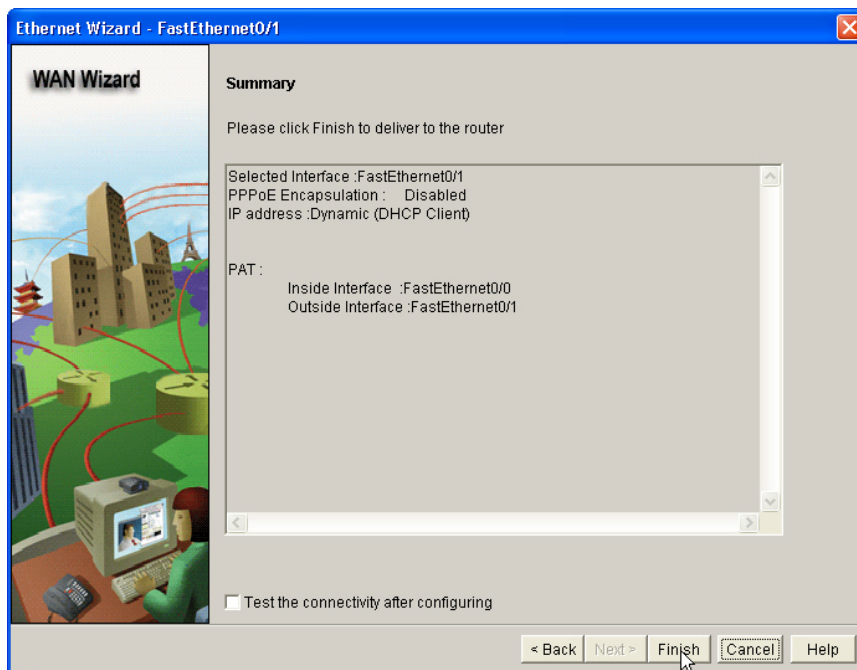 Ethernet Wizard - FastEthernet0/1
WAN Wizard
Summary
Please click Finish to deliver to the router
Selected Interface :FastEthernet0/1
PPPoE Encapsulation : Disabled
IP address :Dynamic (DHCP Client)
PAT :
Inside Interface :FastEthernet0/0
Outside Interface :FastEthernet0/1
Test the connectivity after configuring
< Back Next > Finish Cancel Help